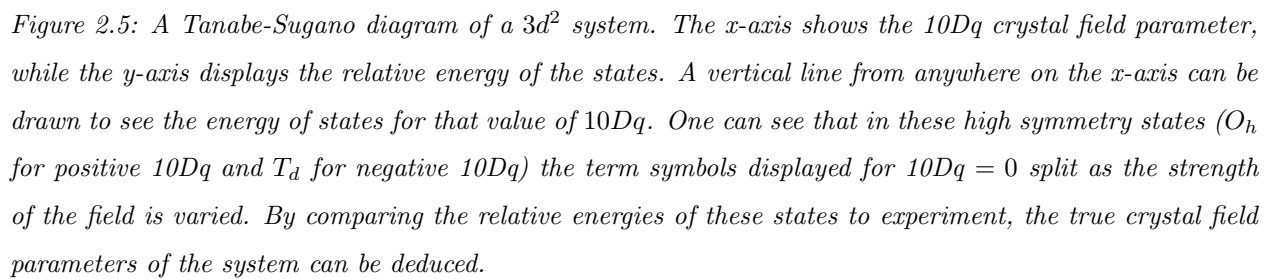 Figure 2.5: A Tanabe-Sugano diagram of a 3d² system. The x-axis shows the 10Dq crystal field parameter,
while the y-axis displays the relative energy of the states. A vertical line from anywhere on the x-axis can be
drawn to see the energy of states for that value of 10Dq. One can see that in these high symmetry states (Oₕ
for positive 10Dq and T_d for negative 10Dq) the term symbols displayed for 10Dq = 0 split as the strength
of the field is varied. By comparing the relative energies of these states to experiment, the true crystal field
parameters of the system can be deduced.